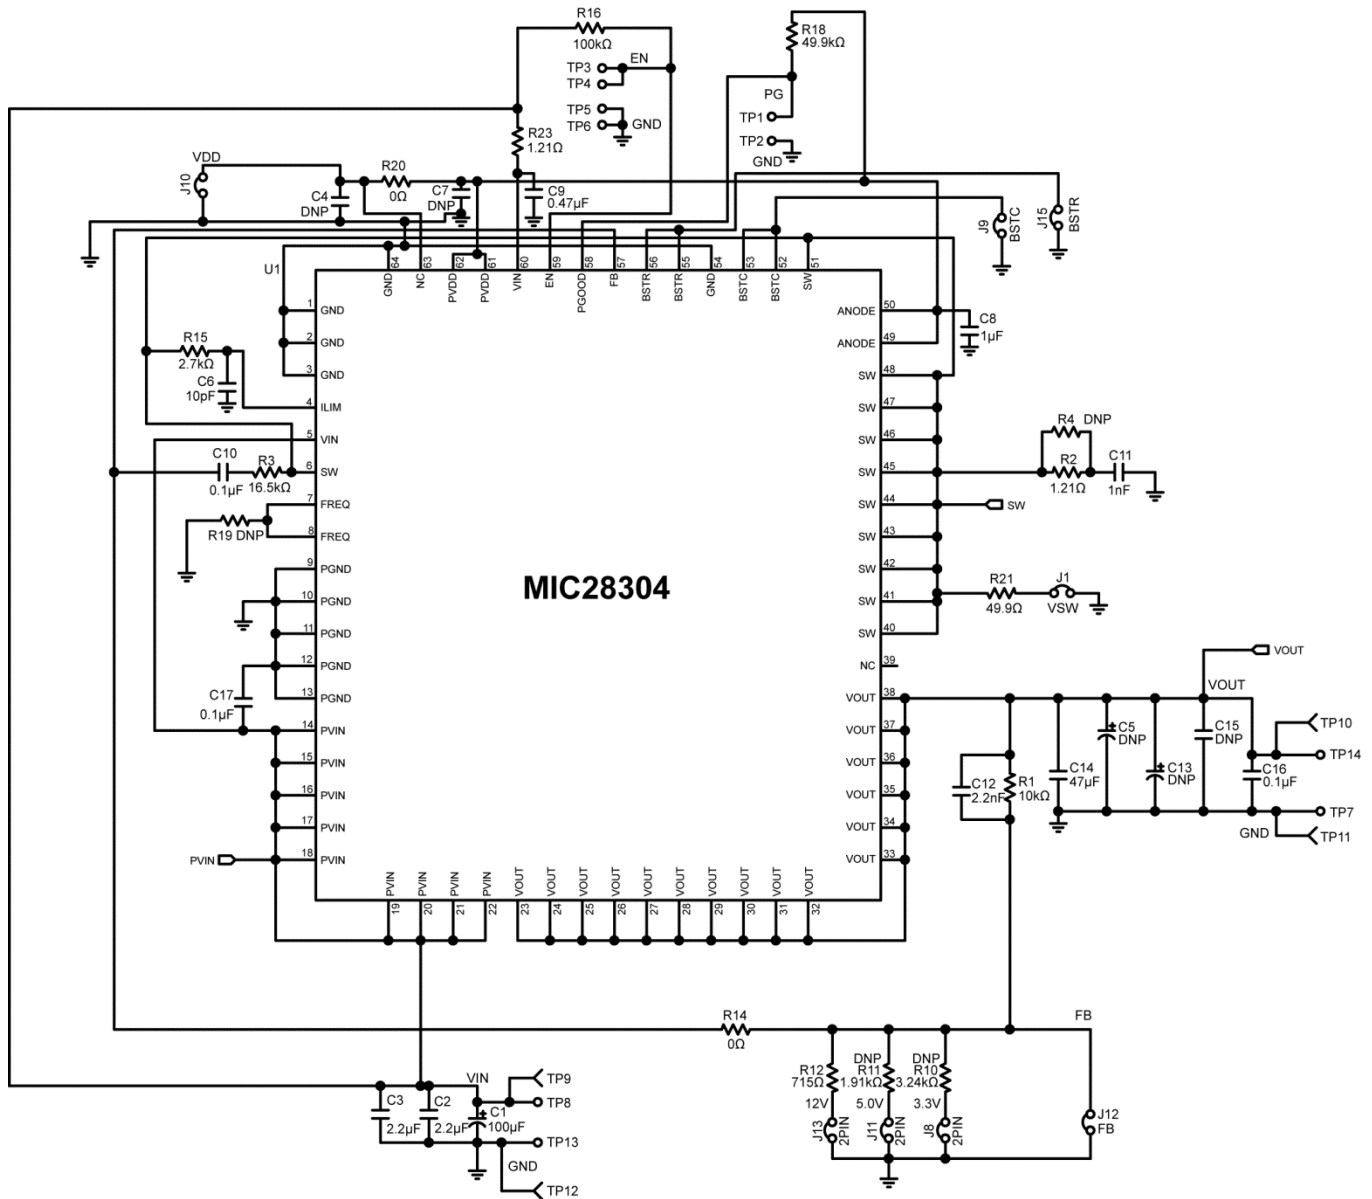 R16
100kΩ
R18
49.9kΩ
TP3
EN
TP4
TP5
TP6
GND
PG
TP1
TP2
GND
R23
1.21Ω
VDD
J10
R20
0Ω
C4
DNP
C7
DNP
C9
0.47µF
J9
BSTC
J15
BSTR
U1
64
GND
63
NC
62
PVDD
61
PVDD
60
VIN
59
EN
58
PGOOD
57
FB
56
BSTR
55
BSTR
54
GND
53
BSTC
52
BSTC
51
SW
1 GND
2 GND
3 GND
4 ILIM
5 VIN
6 SW
7 FREQ
8 FREQ
9 PGND
10 PGND
11 PGND
12 PGND
13 PGND
14 PVIN
15 PVIN
16 PVIN
17 PVIN
18 PVIN
R15
2.7kΩ
C6
10pF
C10
0.1µF
R3
16.5kΩ
R19 DNP
C17
0.1µF
PVIN
MIC28304
ANODE 50
ANODE 49
SW 48
SW 47
SW 46
SW 45
SW 44
SW 43
SW 42
SW 41
SW 40
NC 39
VOUT 38
VOUT 37
VOUT 36
VOUT 35
VOUT 34
VOUT 33
C8
1µF
R4 DNP
R2
1.21Ω
C11
1nF
SW
R21
49.9Ω
J1
VSW
VOUT
VOUT
C12
2.2nF
R1
10kΩ
C14
47µF
+
C5
DNP
+
C13
DNP
C15
DNP
C16
0.1µF
TP10
TP14
TP7
GND
TP11
PVIN
19
PVIN
20
PVIN
21
PVIN
22
VOUT
23
VOUT
24
VOUT
25
VOUT
26
VOUT
27
VOUT
28
VOUT
29
VOUT
30
VOUT
31
VOUT
32
R14
0Ω
FB
R12
715Ω
DNP
R11
1.91kΩ
DNP
R10
3.24kΩ
12V
5.0V
3.3V
J13
2PIN
J11
2PIN
J8
2PIN
J12
FB
VIN
TP9
TP8
C3
2.2µF
C2
2.2µF
+
C1
100µF
TP13
GND
TP12